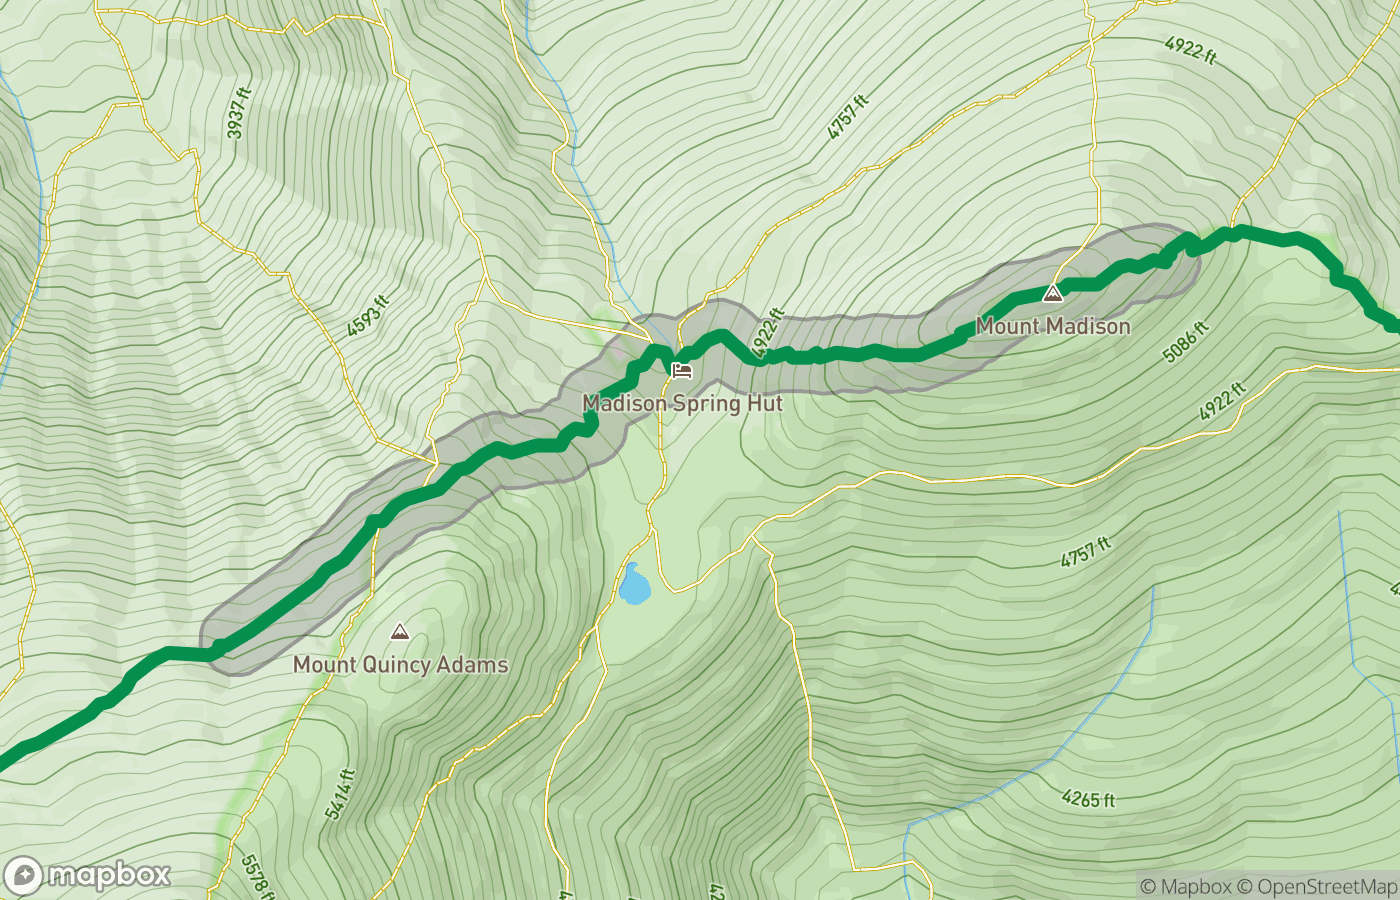 4922 ft
3937 ft
4757 ft
4593 ft
4922 ft
Mount Madison
5086 ft
Madison Spring Hut
4922 ft
4757 ft
Mount Quincy Adams
5414 ft
4265 ft
5578 ft
mapbox
© Mapbox © OpenStreetMap